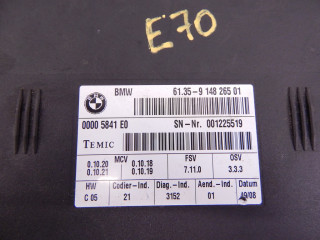 E70
BMW 61.35-9 148 265 01
0000 5841 E0 SN-Nr. 001225519
TEMIC
MCV FSV OSV
0.10.20 0.10.18 7.11.0 3.3.3
0.10.21 0.10.19
HW Codier-Ind. Diag.-Ind. Aend.-Ind. Datum
C 05 21 3152 01 49/08